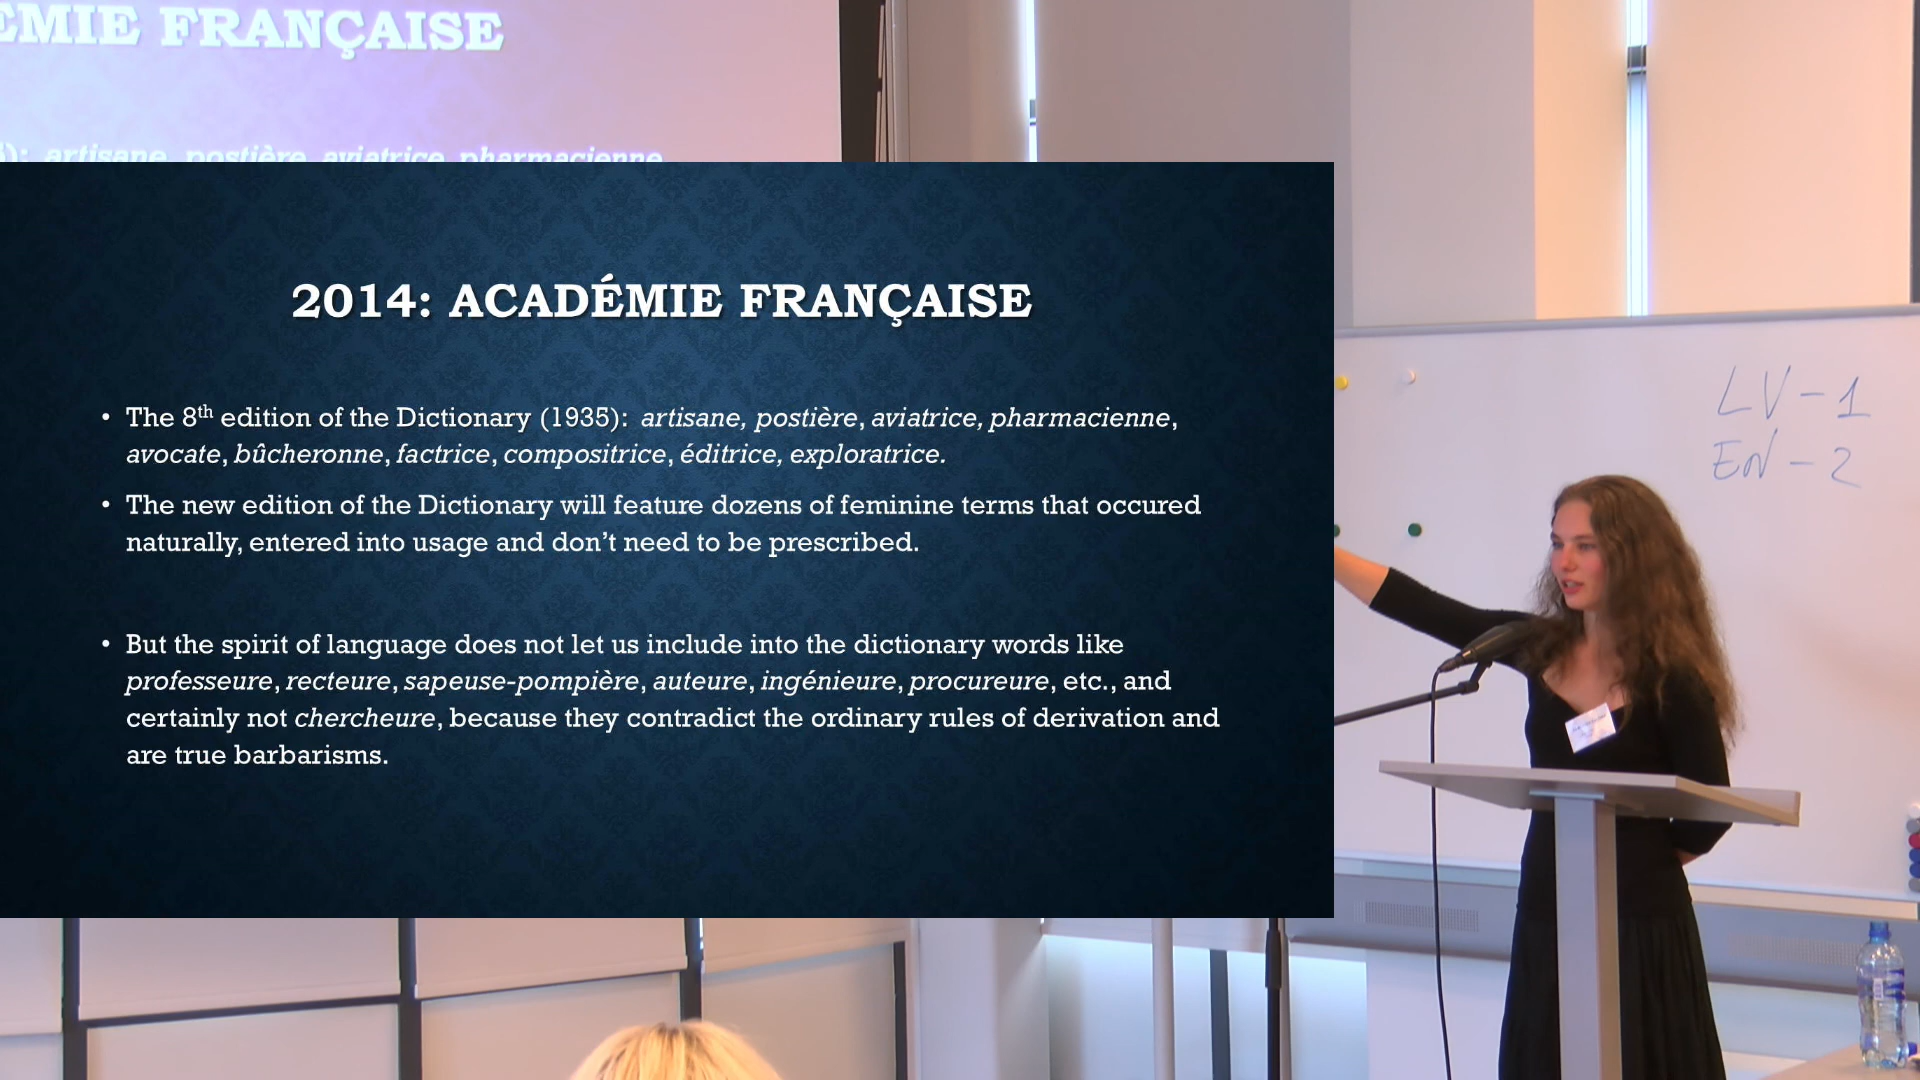 ÉMIE FRANÇAISE
artisane, postière, aviatrice, pharmacienne,
2014: ACADÉMIE FRANÇAISE
• The 8th edition of the Dictionary (1935): artisane, postière, aviatrice, pharmacienne,
avocate, bûcheronne, factrice, compositrice, éditrice, exploratrice.
• The new edition of the Dictionary will feature dozens of feminine terms that occured
naturally, entered into usage and don’t need to be prescribed.
• But the spirit of language does not let us include into the dictionary words like
professeure, recteure, sapeuse-pompière, auteure, ingénieure, procureure, etc., and
certainly not chercheure, because they contradict the ordinary rules of derivation and
are true barbarisms.
LV-1
EN-2